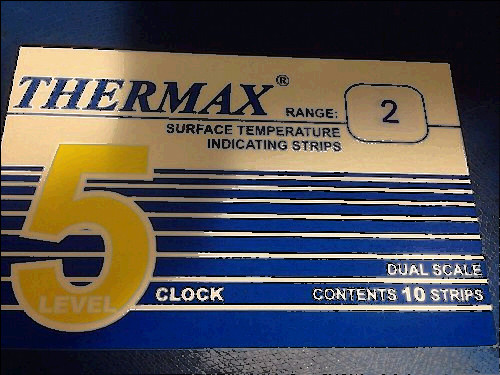 THERMAX®
RANGE: 2
SURFACE TEMPERATURE
INDICATING STRIPS
5
LEVEL
CLOCK
DUAL SCALE
CONTENTS 10 STRIPS